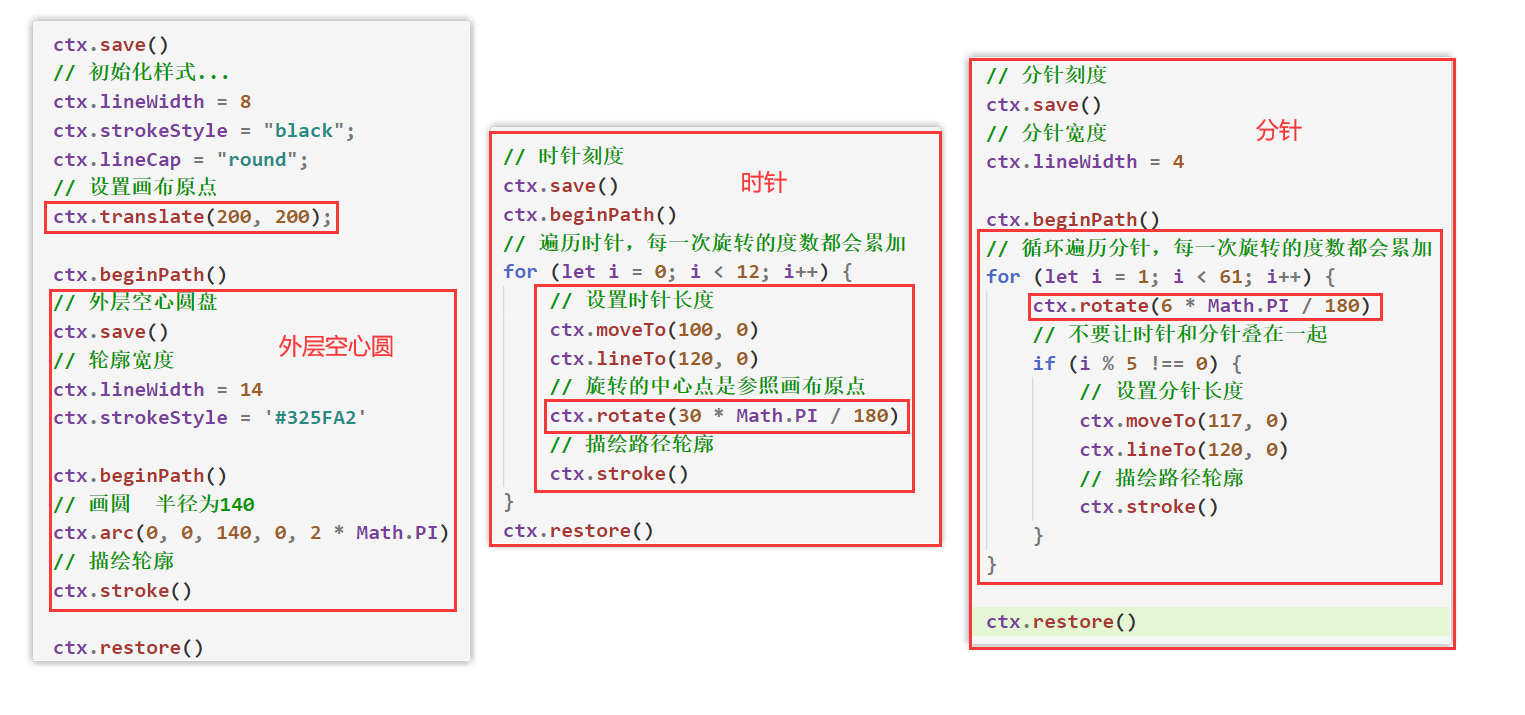 ctx.save()
// 初始化样式...
ctx.lineWidth = 8
ctx.strokeStyle = "black";
ctx.lineCap = "round";
// 设置画布原点
ctx.translate(200, 200);
ctx.beginPath()
// 外层空心圆盘
ctx.save()
// 轮廓宽度
外层空心圆
ctx.lineWidth = 14
ctx.strokeStyle = '#325FA2'
ctx.beginPath()
// 画圆  半径为140
ctx.arc(0, 0, 140, 0, 2 * Math.PI)
// 描绘轮廓
ctx.stroke()
ctx.restore()
// 时针刻度
时针
ctx.save()
ctx.beginPath()
// 遍历时针，每一次旋转的度数都会累加
for (let i = 0; i < 12; i++) {
// 设置时针长度
ctx.moveTo(100, 0)
ctx.lineTo(120, 0)
// 旋转的中心点是参照画布原点
ctx.rotate(30 * Math.PI / 180)
// 描绘路径轮廓
ctx.stroke()
}
ctx.restore()
// 分针刻度
ctx.save()
// 分针宽度
分针
ctx.lineWidth = 4
ctx.beginPath()
// 循环遍历分针，每一次旋转的度数都会累加
for (let i = 1; i < 61; i++) {
ctx.rotate(6 * Math.PI / 180)
// 不要让时针和分针叠在一起
if (i % 5 !== 0) {
// 设置分针长度
ctx.moveTo(117, 0)
ctx.lineTo(120, 0)
// 描绘路径轮廓
ctx.stroke()
}
}
ctx.restore()